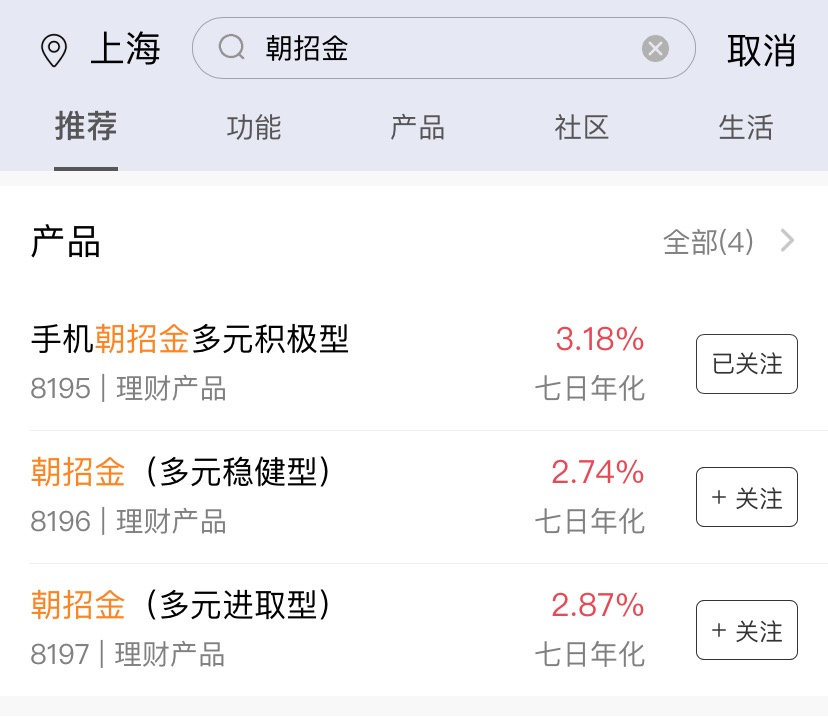 上海 朝招金 取消
推荐 功能 产品 社区 生活
产品 全部(4)
手机朝招金多元积极型 3.18% 已关注
8195 | 理财产品 七日年化
朝招金（多元稳健型） 2.74% + 关注
8196 | 理财产品 七日年化
朝招金（多元进取型） 2.87% + 关注
8197 | 理财产品 七日年化